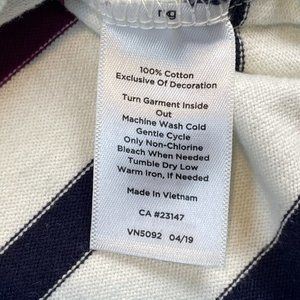 100% Cotton
Exclusive Of Decoration
Turn Garment Inside
Out
Machine Wash Cold
Gentle Cycle
Only Non-Chlorine
Bleach When Needed
Tumble Dry Low
Warm Iron, If Needed
Made In Vietnam
CA #23147
VN5092 04/19